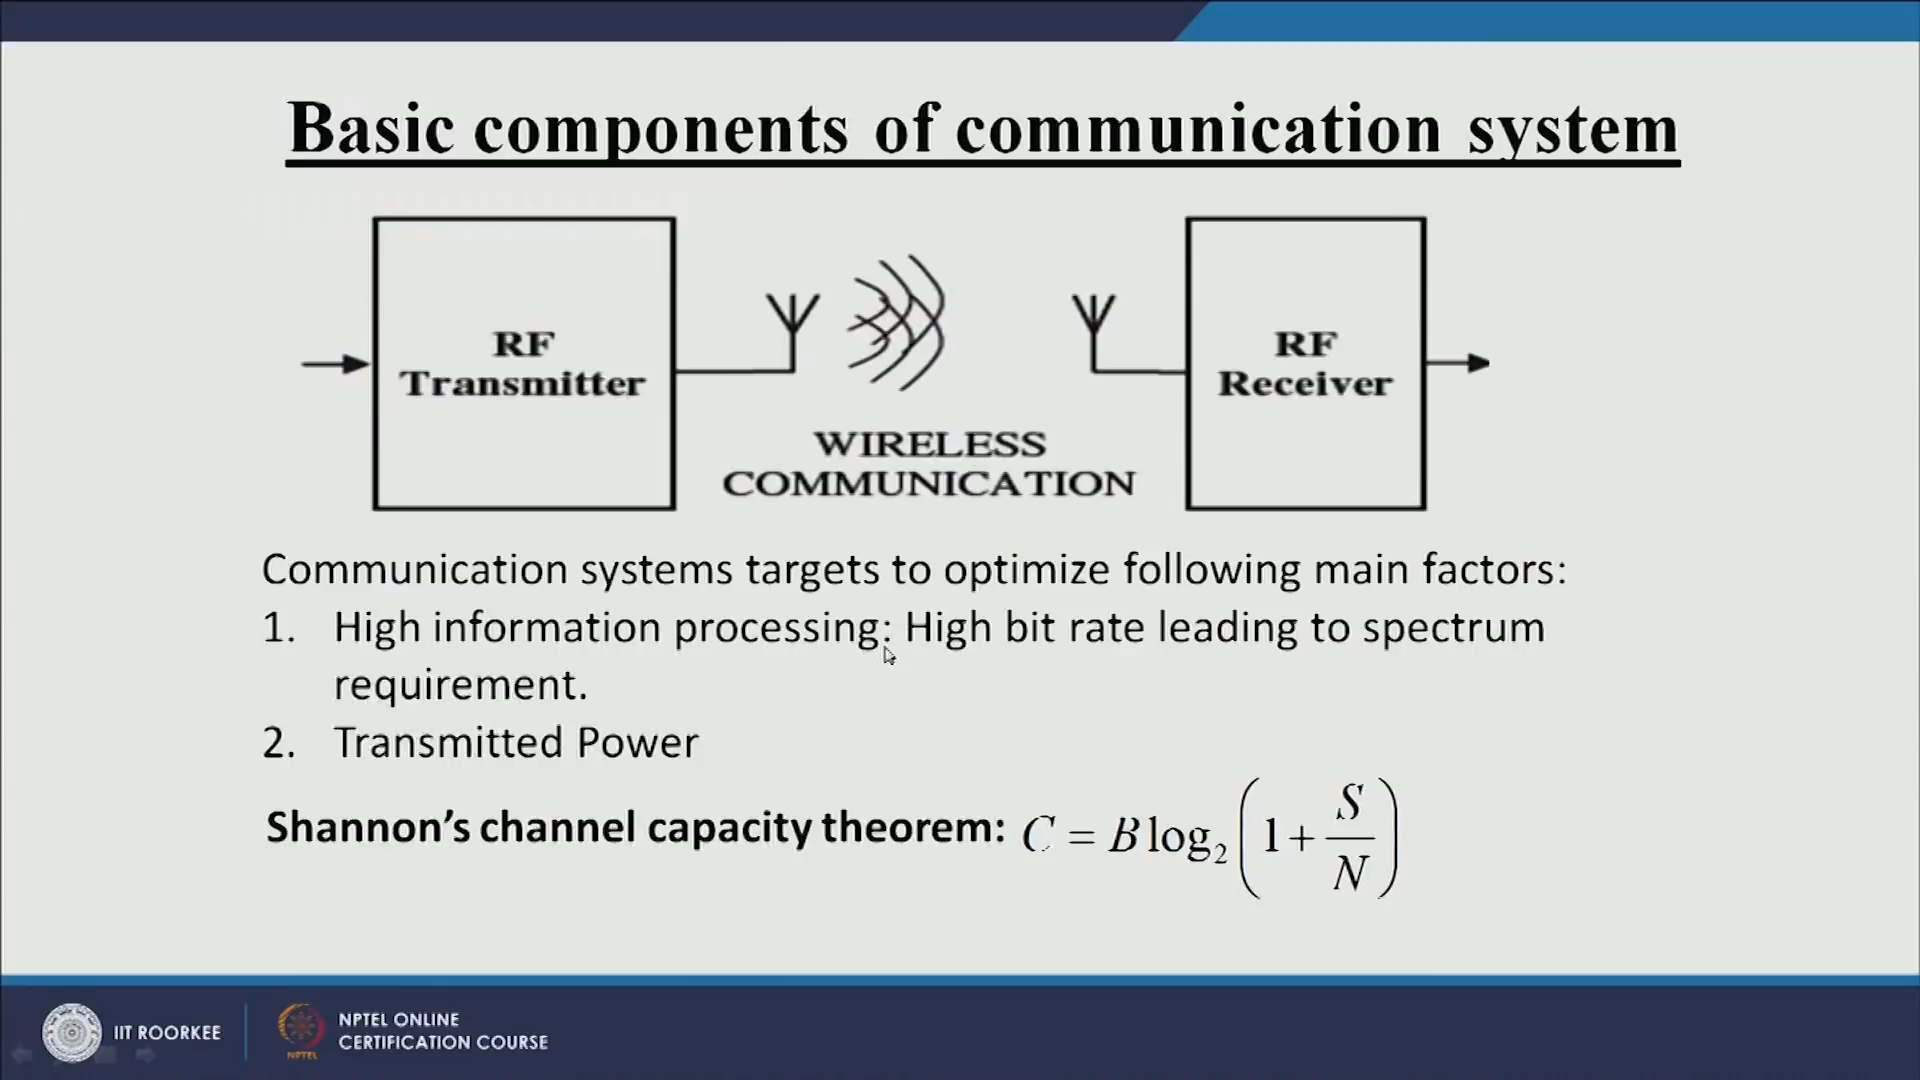 Basic components of communication system
RF
Transmitter
RF
Receiver
WIRELESS
COMMUNICATION
Communication systems targets to optimize following main factors:
1. High information processing: High bit rate leading to spectrum
requirement.
2. Transmitted Power
Shannon's channel capacity theorem: C = B log₂ (1 + S/N)
IIT ROORKEE
NPTEL
NPTEL ONLINE
CERTIFICATION COURSE